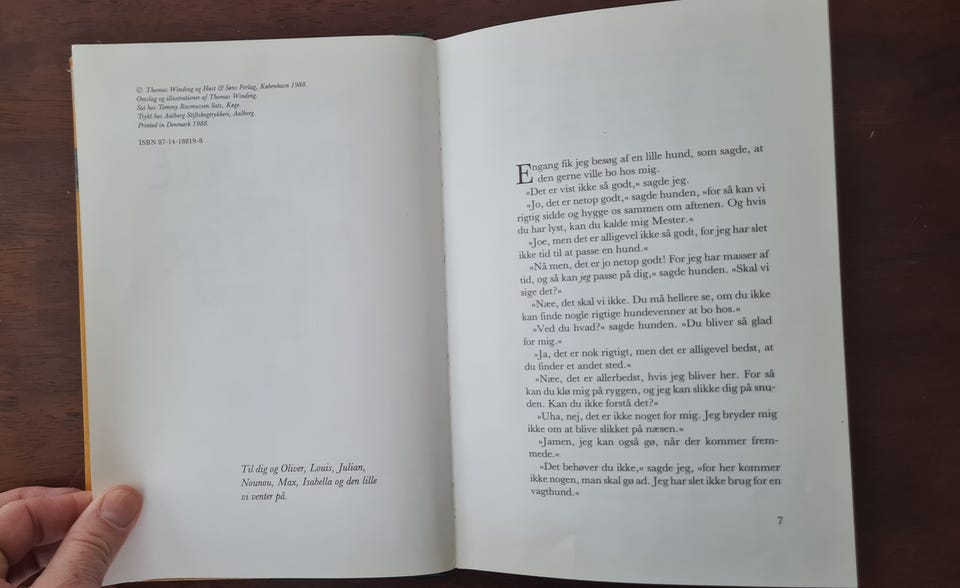 © Thomas Winding og Høst & Søns Forlag, København 1988.
Omslag og illustrationer af Thomas Winding.
Sat hos Tommy Rasmussen Sats, Køge.
Trykt hos Aalborg Stiftsbogtrykkeri, Aalborg.
Printed in Denmark 1988.
ISBN 87-14-18819-8
Til dig og Oliver, Louis, Julian,
Nounou, Max, Isabella og den lille
vi venter på.
Engang fik jeg besøg af en lille hund, som sagde, at
den gerne ville bo hos mig.
»Det er vist ikke så godt,« sagde jeg.
»Jo, det er netop godt,« sagde hunden, »for så kan vi
rigtig sidde og hygge os sammen om aftenen. Og hvis
du har lyst, kan du kalde mig Mester.«
»Joe, men det er alligevel ikke så godt, for jeg har slet
ikke tid til at passe en hund.«
»Nå men, det er jo netop godt! For jeg har masser af
tid, og så kan jeg passe på dig,« sagde hunden. »Skal vi
sige det?«
»Næe, det skal vi ikke. Du må hellere se, om du ikke
kan finde nogle rigtige hundevenner at bo hos.«
»Ved du hvad?« sagde hunden. »Du bliver så glad
for mig.«
»Ja, det er nok rigtigt, men det er alligevel bedst, at
du finder et andet sted.«
»Næe, det er allerbedst, hvis jeg bliver her. For så
kan du klø mig på ryggen, og jeg kan slikke dig på snu-
den. Kan du ikke forstå det?«
»Uha, nej, det er ikke noget for mig. Jeg bryder mig
ikke om at blive slikket på næsen.«
»Jamen, jeg kan også gø, når der kommer frem-
mede.«
»Det behøver du ikke,« sagde jeg, »for her kommer
ikke nogen, man skal gø ad. Jeg har slet ikke brug for en
vagthund.«
7